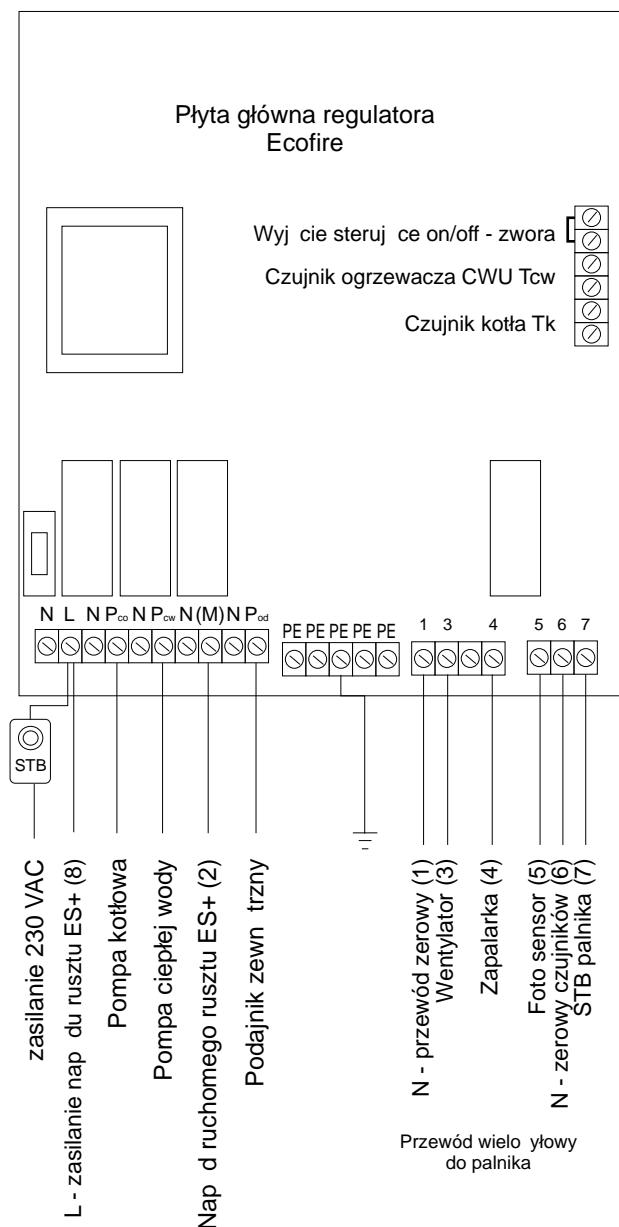 Płyta główna regulatora
Ecofire
Wyj cie steruj ce on/off - zwora
Czujnik ogrzewacza CWU Tcw
Czujnik kotła Tk
N L N Pco N Pcw N (M) N Pod
PE PE PE PE PE
1 3 4
5 6 7
STB
zasilanie 230 VAC
L - zasilanie nap du rusztu ES+ (8)
Pompa kotłowa
Pompa ciepłej wody
Nap d ruchomego rusztu ES+ (2)
Podajnik zewn trzny
N - przewód zerowy (1)
Wentylator (3)
Zapalarka (4)
Foto sensor (5)
N - zerowy czujników (6)
STB palnika (7)
Przewód wielo yłowy
do palnika